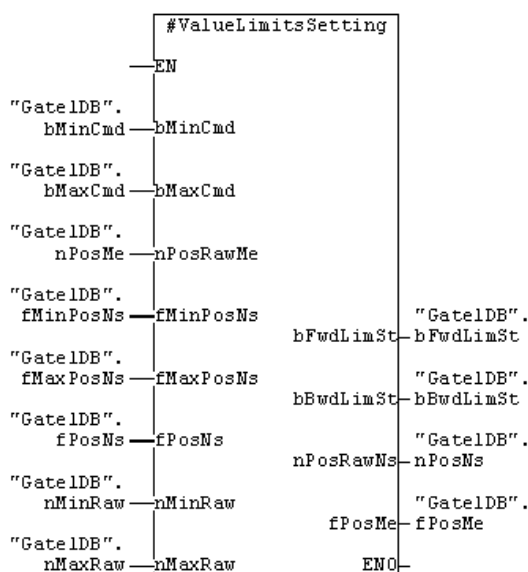 #ValueLimitsSetting
EN
"Gate1DB".
bMinCmd bMinCmd
"Gate1DB".
bMaxCmd bMaxCmd
"Gate1DB".
nPosMe nPosRawMe
"Gate1DB".
fMinPosNs fMinPosNs
"Gate1DB".
bFwdLimSt bFwdLimSt
"Gate1DB".
fMaxPosNs fMaxPosNs
"Gate1DB".
bBwdLimSt bBwdLimSt
"Gate1DB".
fPosNs fPosNs
"Gate1DB".
nPosRawNs nPosNs
"Gate1DB".
nMinRaw nMinRaw
"Gate1DB".
fPosMe fPosMe
"Gate1DB".
nMaxRaw nMaxRaw ENO